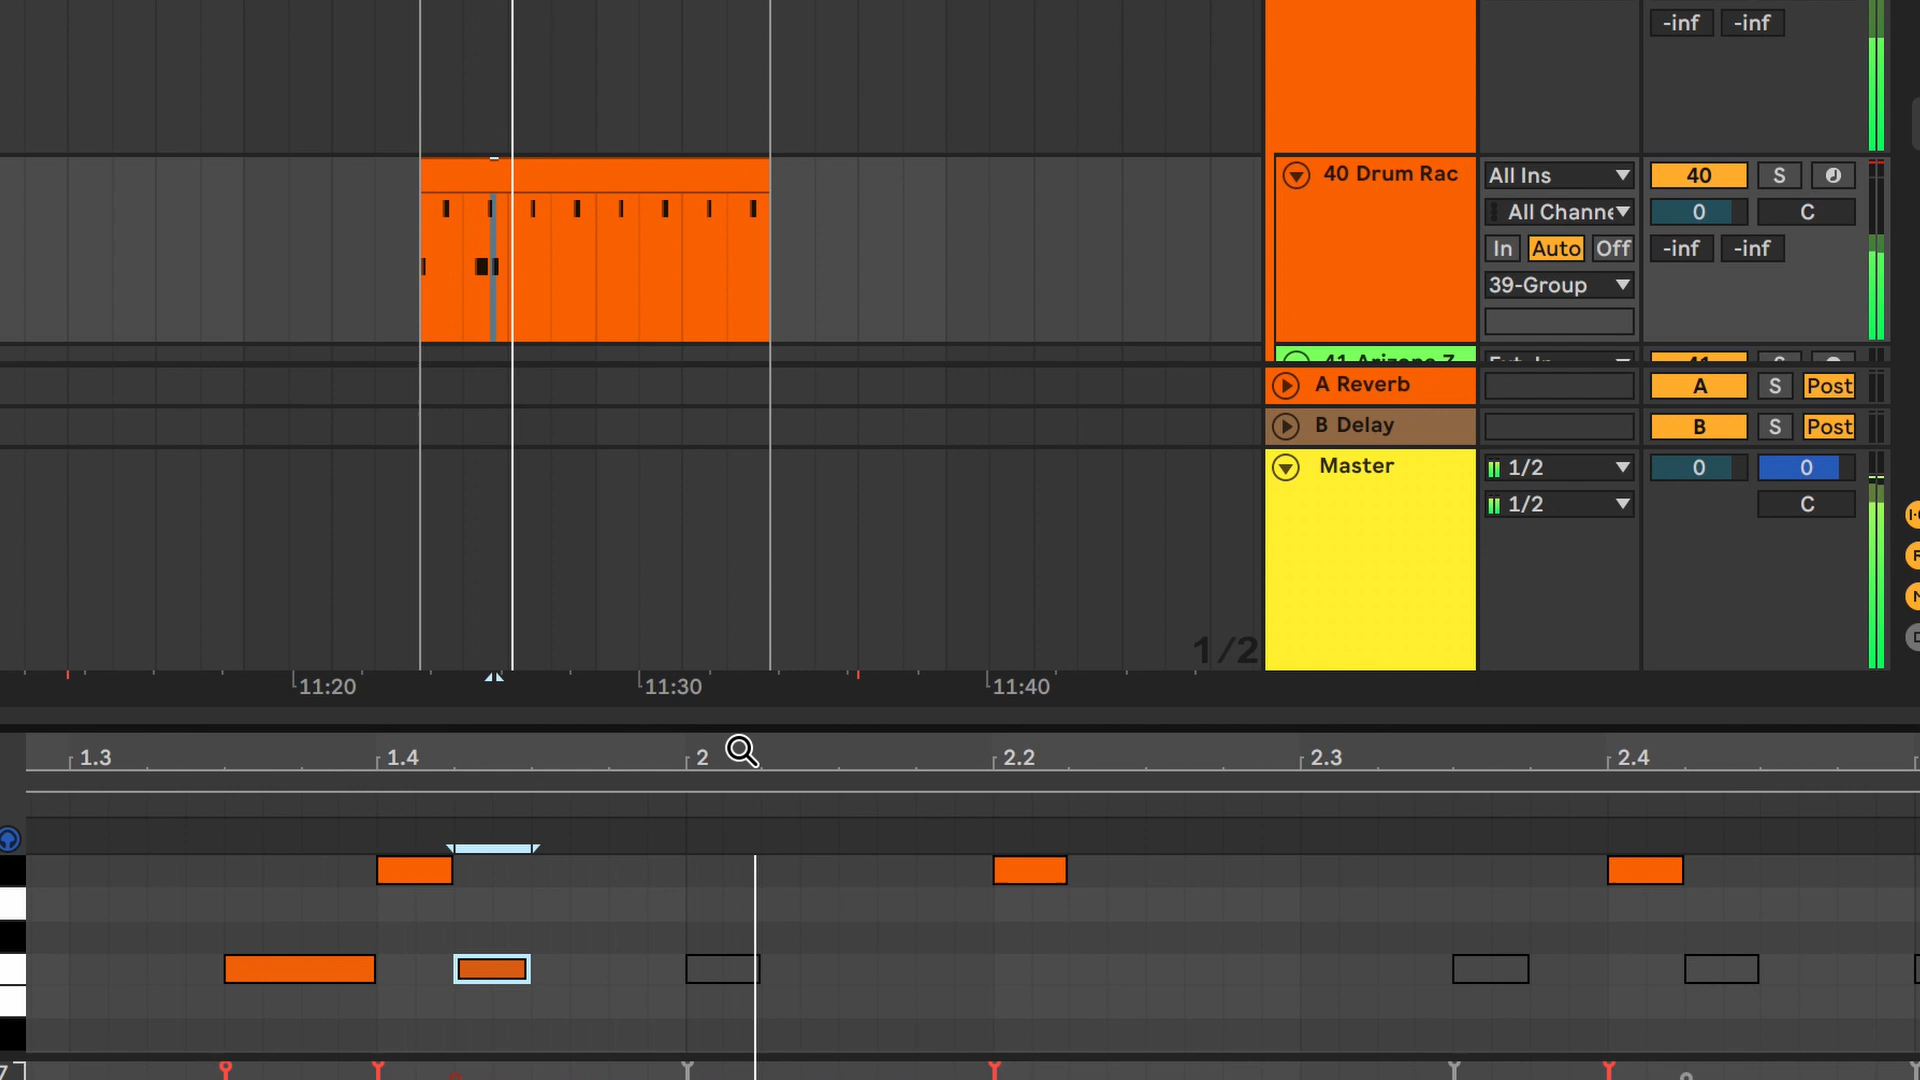 -inf -inf
40 Drum Rac All Ins 40 S
All Channe 0 C
In Auto Off -inf -inf
39-Group
A Reverb A S Post
B Delay B S Post
Master 1/2 0 0
1/2 C
1/2
11:20 11:30 11:40
1.3 1.4 2 2.2 2.3 2.4